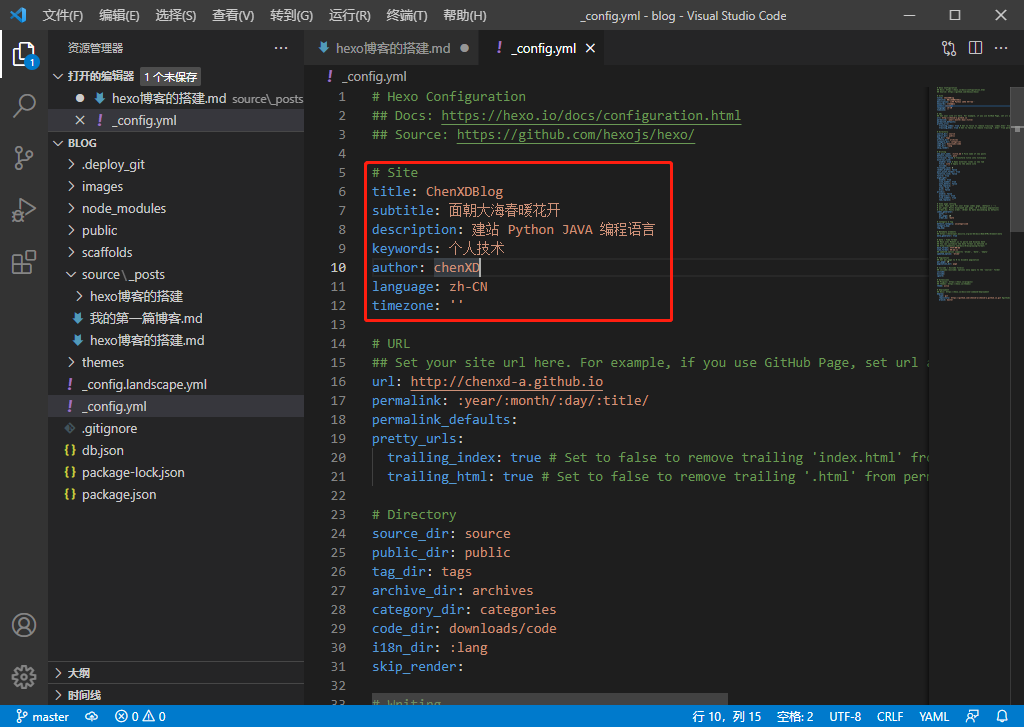 文件(F) 编辑(E) 选择(S) 查看(V) 转到(G) 运行(R) 终端(T) 帮助(H) _config.yml - blog - Visual Studio Code
资源管理器
打开的编辑器 1 个未保存
hexo博客的搭建.md source\_posts
_config.yml
BLOG
.deploy_git
images
node_modules
public
scaffolds
source\_posts
hexo博客的搭建
我的第一篇博客.md
hexo博客的搭建.md
themes
_config.landscape.yml
_config.yml
.gitignore
db.json
package-lock.json
package.json
大纲
时间线
1
hexo博客的搭建.md _config.yml
_config.yml
1 # Hexo Configuration
2 ## Docs: https://hexo.io/docs/configuration.html
3 ## Source: https://github.com/hexojs/hexo/
4
5 # Site
6 title: ChenXDBlog
7 subtitle: 面朝大海春暖花开
8 description: 建站 Python JAVA 编程语言
9 keywords: 个人技术
10 author: chenXD
11 language: zh-CN
12 timezone: ''
13
14 # URL
15 ## Set your site url here. For example, if you use GitHub Page, set url a
16 url: http://chenxd-a.github.io
17 permalink: :year/:month/:day/:title/
18 permalink_defaults:
19 pretty_urls:
20 trailing_index: true # Set to false to remove trailing 'index.html' fro
21 trailing_html: true # Set to false to remove trailing '.html' from perm
22
23 # Directory
24 source_dir: source
25 public_dir: public
26 tag_dir: tags
27 archive_dir: archives
28 category_dir: categories
29 code_dir: downloads/code
30 i18n_dir: :lang
31 skip_render:
32
33 # Writing
master 0 0 行 10，列 15 空格: 2 UTF-8 CRLF YAML